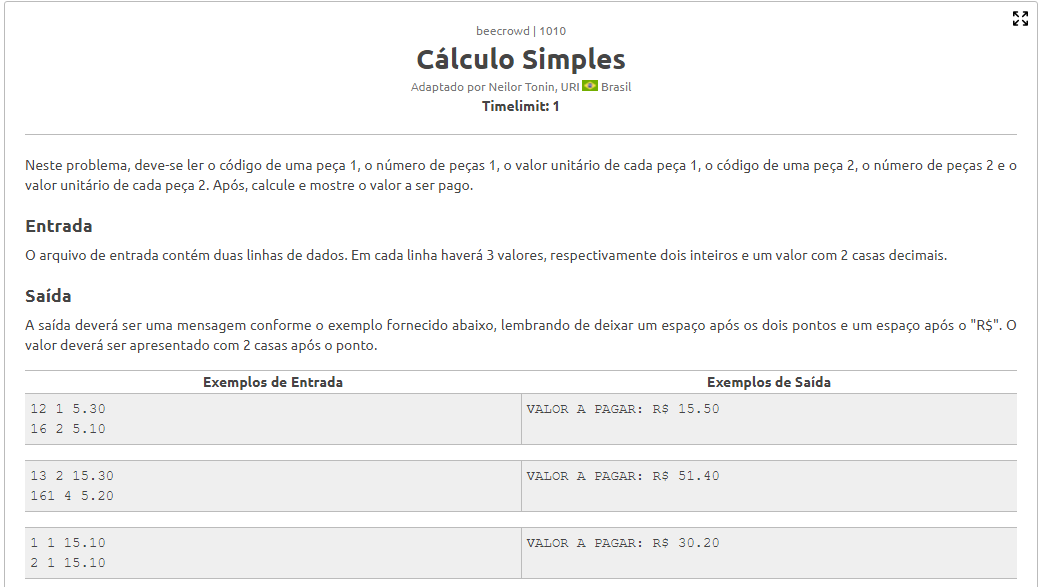 beecrowd | 1010
Cálculo Simples
Adaptado por Neilor Tonin, URI Brasil
Timelimit: 1
Neste problema, deve-se ler o código de uma peça 1, o número de peças 1, o valor unitário de cada peça 1, o código de uma peça 2, o número de peças 2 e o
valor unitário de cada peça 2. Após, calcule e mostre o valor a ser pago.
Entrada
O arquivo de entrada contém duas linhas de dados. Em cada linha haverá 3 valores, respectivamente dois inteiros e um valor com 2 casas decimais.
Saída
A saída deverá ser uma mensagem conforme o exemplo fornecido abaixo, lembrando de deixar um espaço após os dois pontos e um espaço após o "R$". O
valor deverá ser apresentado com 2 casas após o ponto.
Exemplos de Entrada Exemplos de Saída
12 1 5.30 VALOR A PAGAR: R$ 15.50
16 2 5.10
13 2 15.30 VALOR A PAGAR: R$ 51.40
161 4 5.20
1 1 15.10 VALOR A PAGAR: R$ 30.20
2 1 15.10